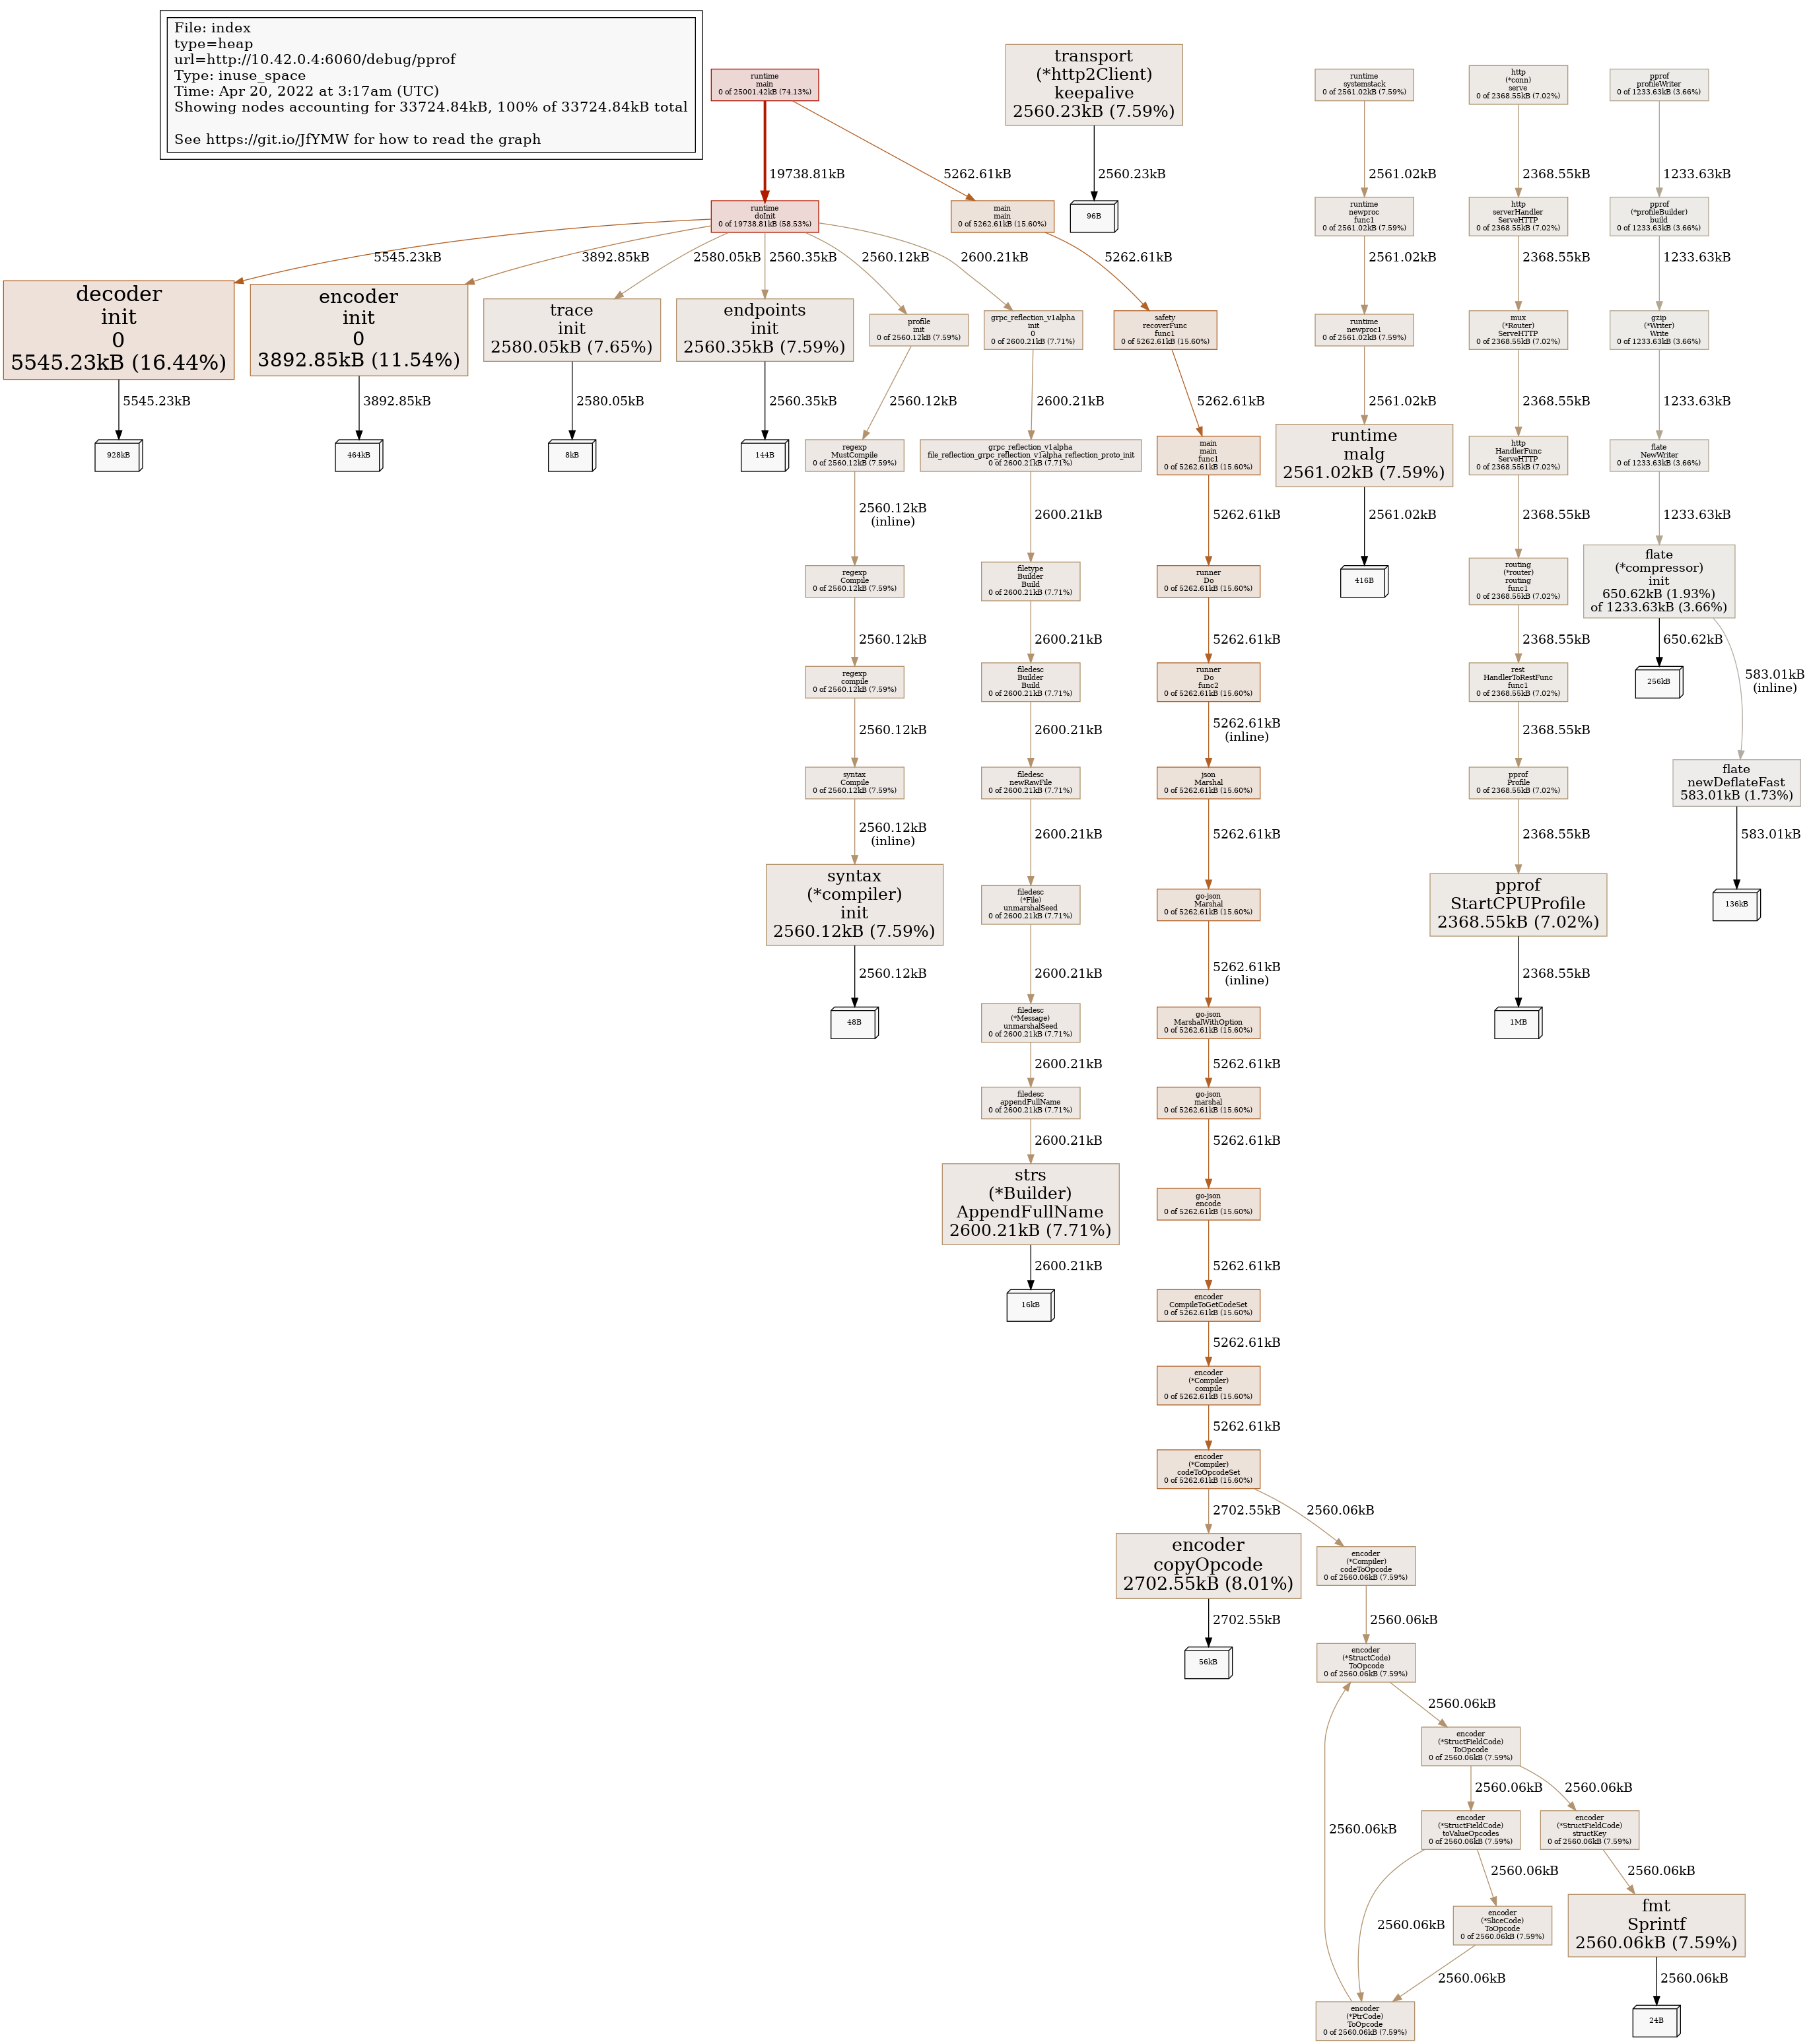 File: index
type=heap
url=http://10.42.0.4:6060/debug/pprof
Type: inuse_space
Time: Apr 20, 2022 at 3:17am (UTC)
Showing nodes accounting for 33724.84kB, 100% of 33724.84kB total
See https://git.io/JfYMW for how to read the graph
runtime
main
0 of 25001.42kB (74.13%)
transport
(*http2Client)
keepalive
2560.23kB (7.59%)
runtime
systemstack
0 of 2561.02kB (7.59%)
http
(*conn)
serve
0 of 2368.55kB (7.02%)
pprof
profileWriter
0 of 1233.63kB (3.66%)
19738.81kB
5262.61kB
2560.23kB
2561.02kB
2368.55kB
1233.63kB
runtime
doInit
0 of 19738.81kB (58.53%)
main
main
0 of 5262.61kB (15.60%)
96B
runtime
newproc
func1
0 of 2561.02kB (7.59%)
http
serverHandler
ServeHTTP
0 of 2368.55kB (7.02%)
pprof
(*profileBuilder)
build
0 of 1233.63kB (3.66%)
5545.23kB
3892.85kB
2580.05kB
2560.35kB
2560.12kB
2600.21kB
5262.61kB
2561.02kB
2368.55kB
1233.63kB
decoder
init
0
5545.23kB (16.44%)
encoder
init
0
3892.85kB (11.54%)
trace
init
2580.05kB (7.65%)
endpoints
init
2560.35kB (7.59%)
profile
init
0 of 2560.12kB (7.59%)
grpc_reflection_v1alpha
init
0
0 of 2600.21kB (7.71%)
safety
recoverFunc
func1
0 of 5262.61kB (15.60%)
runtime
newproc1
0 of 2561.02kB (7.59%)
mux
(*Router)
ServeHTTP
0 of 2368.55kB (7.02%)
gzip
(*Writer)
Write
0 of 1233.63kB (3.66%)
5545.23kB
3892.85kB
2580.05kB
2560.35kB
2560.12kB
2600.21kB
5262.61kB
2561.02kB
2368.55kB
1233.63kB
928kB
464kB
8kB
144B
regexp
MustCompile
0 of 2560.12kB (7.59%)
grpc_reflection_v1alpha
file_reflection_grpc_reflection_v1alpha_reflection_proto_init
0 of 2600.21kB (7.71%)
main
main
func1
0 of 5262.61kB (15.60%)
runtime
malg
2561.02kB (7.59%)
http
HandlerFunc
ServeHTTP
0 of 2368.55kB (7.02%)
flate
NewWriter
0 of 1233.63kB (3.66%)
2560.12kB
(inline)
2600.21kB
5262.61kB
2561.02kB
2368.55kB
1233.63kB
regexp
Compile
0 of 2560.12kB (7.59%)
filetype
Builder
Build
0 of 2600.21kB (7.71%)
runner
Do
0 of 5262.61kB (15.60%)
416B
routing
(*router)
routing
func1
0 of 2368.55kB (7.02%)
flate
(*compressor)
init
650.62kB (1.93%)
of 1233.63kB (3.66%)
2560.12kB
2600.21kB
5262.61kB
2368.55kB
650.62kB
583.01kB
(inline)
regexp
compile
0 of 2560.12kB (7.59%)
filedesc
Builder
Build
0 of 2600.21kB (7.71%)
runner
Do
func2
0 of 5262.61kB (15.60%)
rest
HandlerToRestFunc
func1
0 of 2368.55kB (7.02%)
256kB
2560.12kB
2600.21kB
5262.61kB
(inline)
2368.55kB
syntax
Compile
0 of 2560.12kB (7.59%)
filedesc
newRawFile
0 of 2600.21kB (7.71%)
json
Marshal
0 of 5262.61kB (15.60%)
pprof
Profile
0 of 2368.55kB (7.02%)
flate
newDeflateFast
583.01kB (1.73%)
2560.12kB
(inline)
2600.21kB
5262.61kB
2368.55kB
583.01kB
syntax
(*compiler)
init
2560.12kB (7.59%)
filedesc
(*File)
unmarshalSeed
0 of 2600.21kB (7.71%)
go-json
Marshal
0 of 5262.61kB (15.60%)
pprof
StartCPUProfile
2368.55kB (7.02%)
136kB
2560.12kB
2600.21kB
5262.61kB
(inline)
2368.55kB
48B
filedesc
(*Message)
unmarshalSeed
0 of 2600.21kB (7.71%)
go-json
MarshalWithOption
0 of 5262.61kB (15.60%)
1MB
2600.21kB
5262.61kB
filedesc
appendFullName
0 of 2600.21kB (7.71%)
go-json
marshal
0 of 5262.61kB (15.60%)
2600.21kB
5262.61kB
strs
(*Builder)
AppendFullName
2600.21kB (7.71%)
go-json
encode
0 of 5262.61kB (15.60%)
2600.21kB
5262.61kB
16kB
encoder
CompileToGetCodeSet
0 of 5262.61kB (15.60%)
5262.61kB
encoder
(*Compiler)
compile
0 of 5262.61kB (15.60%)
5262.61kB
encoder
(*Compiler)
codeToOpcodeSet
0 of 5262.61kB (15.60%)
2702.55kB
2560.06kB
encoder
copyOpcode
2702.55kB (8.01%)
encoder
(*Compiler)
codeToOpcode
0 of 2560.06kB (7.59%)
2702.55kB
2560.06kB
56kB
encoder
(*StructCode)
ToOpcode
0 of 2560.06kB (7.59%)
2560.06kB
encoder
(*StructFieldCode)
ToOpcode
0 of 2560.06kB (7.59%)
2560.06kB
2560.06kB
2560.06kB
encoder
(*StructFieldCode)
toValueOpcodes
0 of 2560.06kB (7.59%)
encoder
(*StructFieldCode)
structKey
0 of 2560.06kB (7.59%)
2560.06kB
2560.06kB
2560.06kB
encoder
(*SliceCode)
ToOpcode
0 of 2560.06kB (7.59%)
fmt
Sprintf
2560.06kB (7.59%)
2560.06kB
2560.06kB
encoder
(*PtrCode)
ToOpcode
0 of 2560.06kB (7.59%)
24B